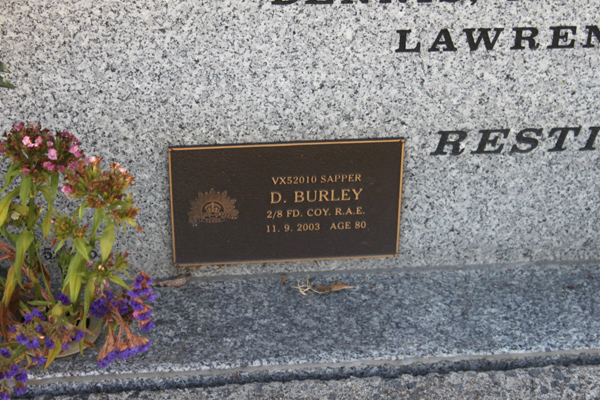 LAWREN
RESTI
VX52010 SAPPER
D. BURLEY
2/8 FD. COY. R.A.E.
11. 9. 2003 AGE 80